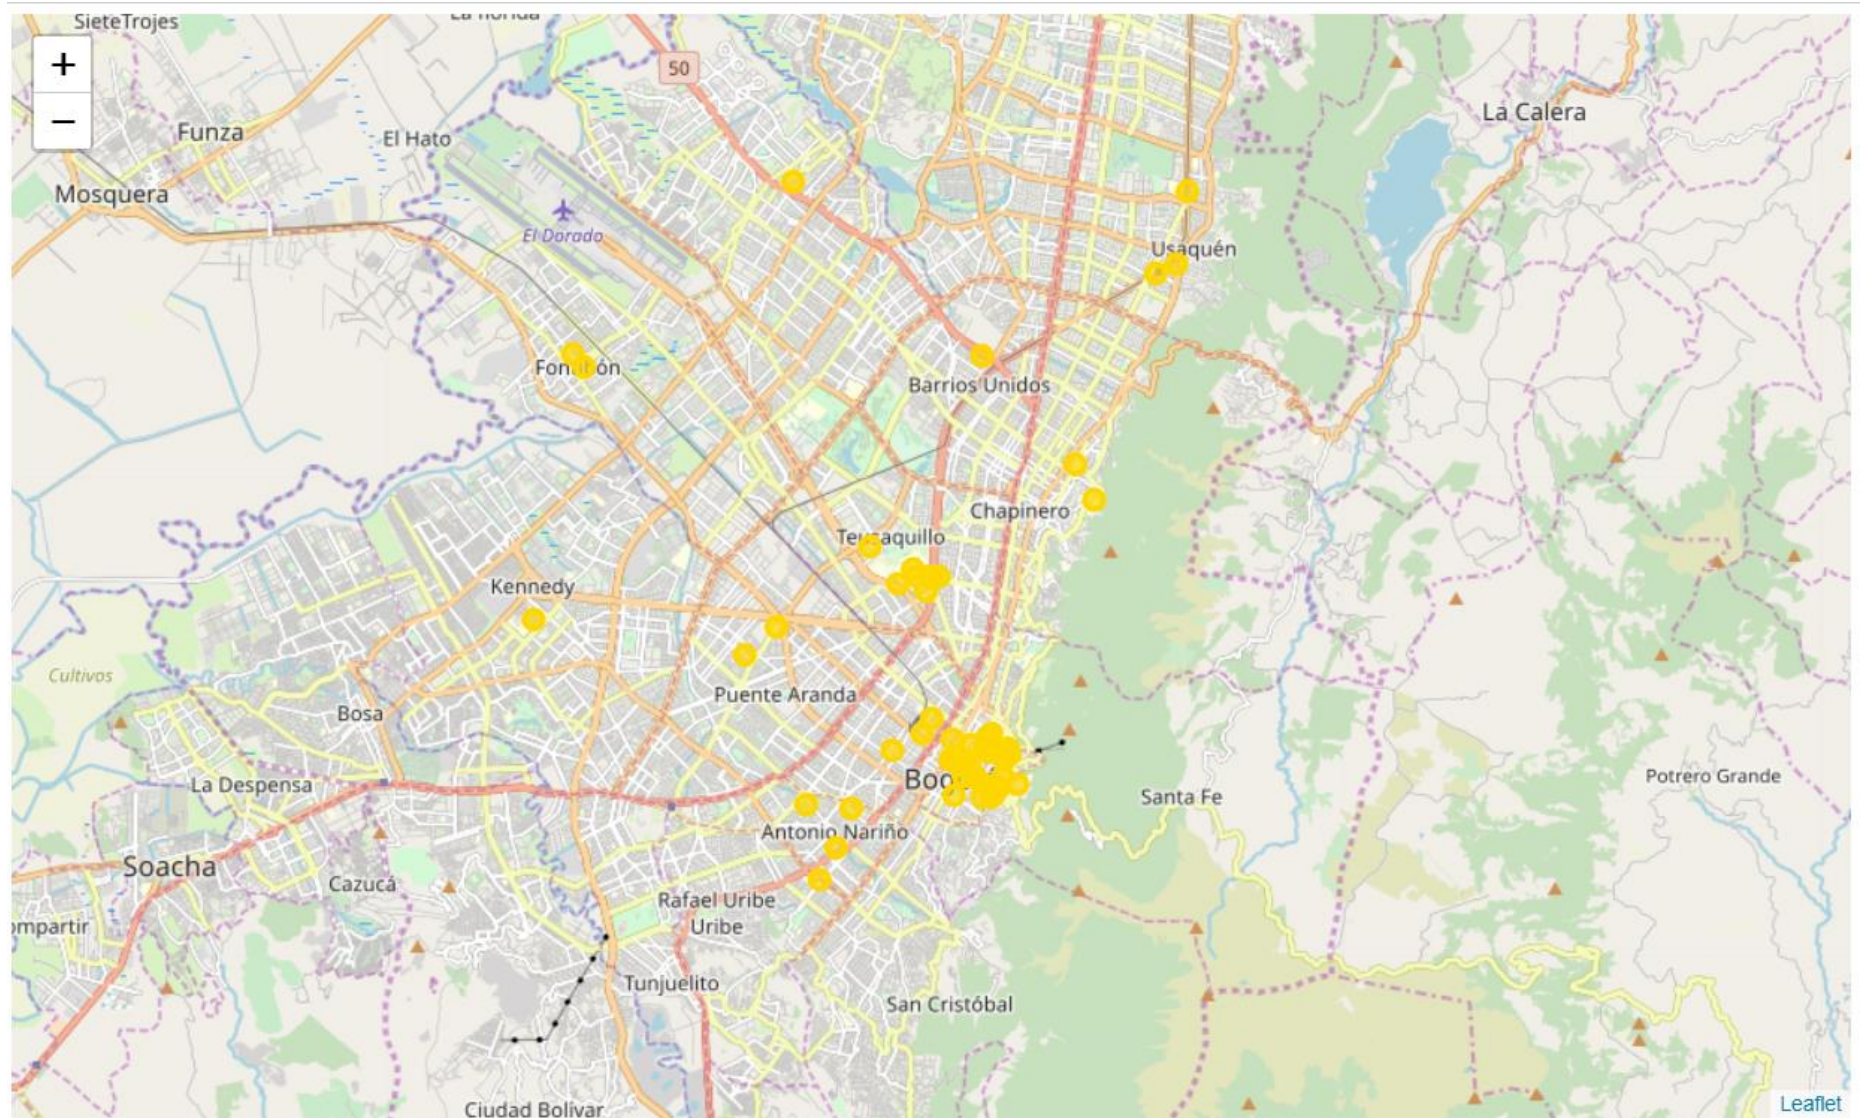 SieteTrojes
+
50
La Calera
−
Funza
El Hato
Mosquera
El Dorado
Usaquén
Barrios Unidos
Chapinero
Teusaquillo
Kennedy
Cultivos
Puente Aranda
Bosa
La Despensa
Potrero Grande
Santa Fe
Antonio Nariño
Soacha
Cazucá
Rafael Uribe
Uribe
ompartir
Tunjuelito
San Cristóbal
Ciudad Bolívar
Leaflet